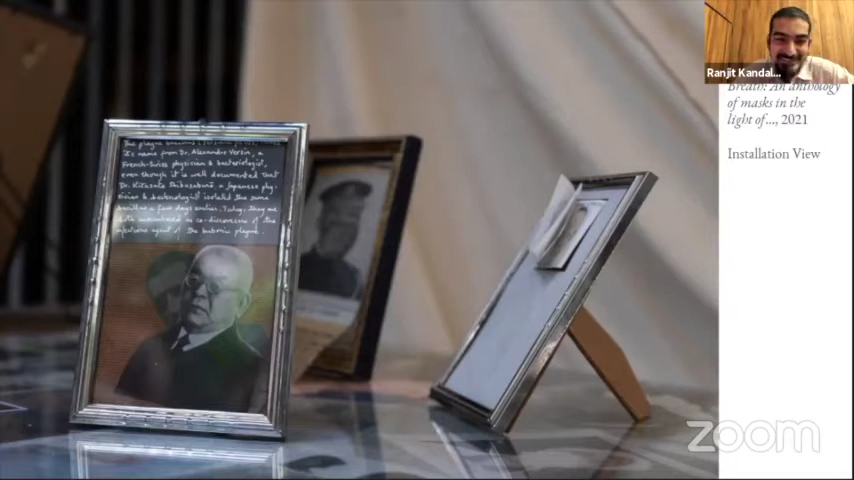 its name from Dr. Alexandre Yersin, a
French-Swiss physician & bacteriologist,
even though it is well documented that
Dr. Kitasato Shibasaburō, a Japanese phy-
sician & bacteriologist isolated the same
bacillus a few days earlier. Today, they are
both as co-discoverers of the
infectious agent of the bubonic plague.
Ranjit Kandal...
Breath: An anthology
of masks in the
light of..., 2021
Installation View
zoom